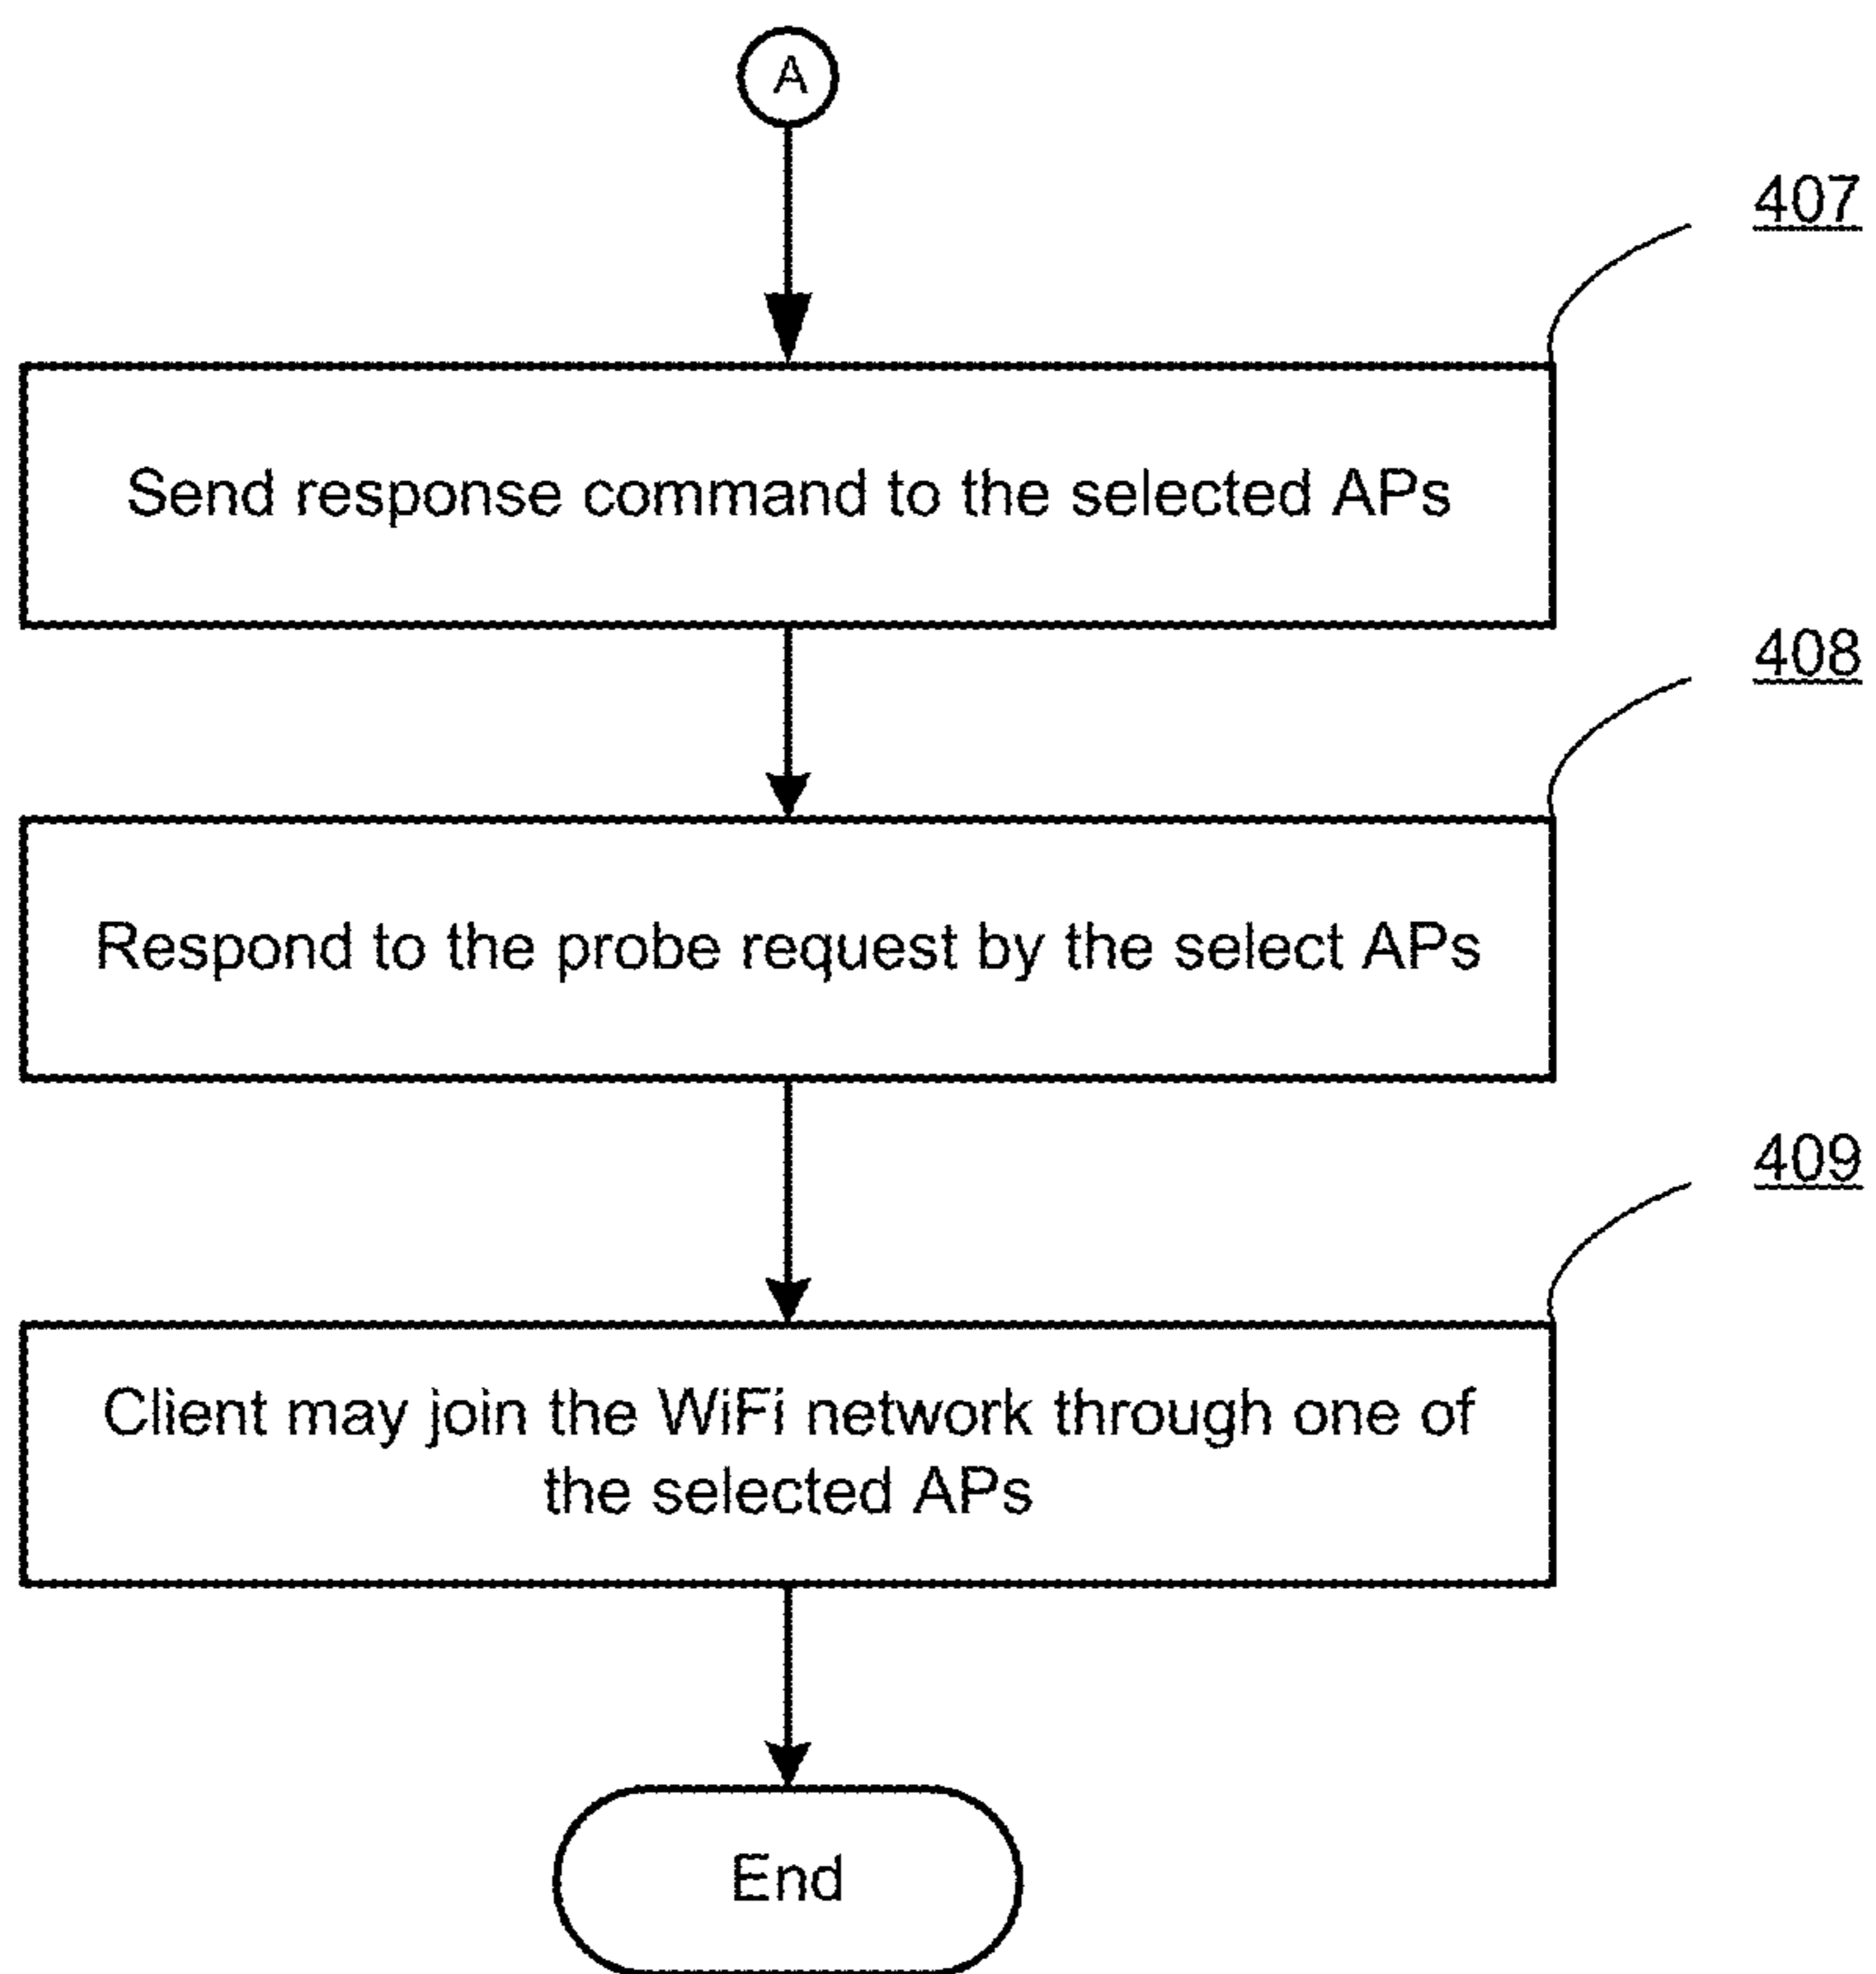 A
407
Send response command to the selected APs
408
Respond to the probe request by the select APs
409
Client may join the WiFi network through one of
the selected APs
End